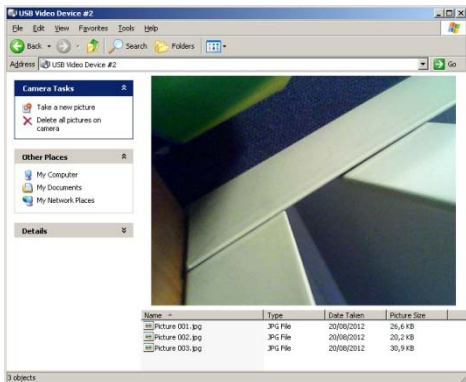 USB Video Device #2
File Edit View Favorites Tools Help
Back Search Folders
Address USB Video Device #2 Go
Camera Tasks
Take a new picture
Delete all pictures on
camera
Other Places
My Computer
My Documents
My Network Places
Details
Name Type Date Taken Picture Size
Picture 001.jpg JPG File 20/08/2012 26,6 KB
Picture 002.jpg JPG File 20/08/2012 20,2 KB
Picture 003.jpg JPG File 20/08/2012 30,9 KB
3 objects